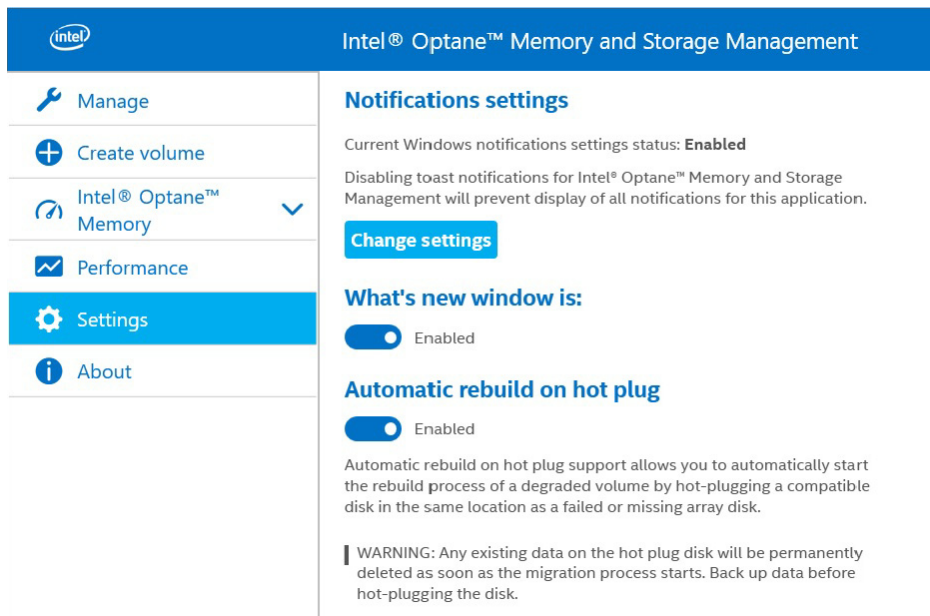 intel
Intel® Optane™ Memory and Storage Management
Manage
Create volume
Intel® Optane™
Memory
Performance
Settings
About
Notifications settings
Current Windows notifications settings status: Enabled
Disabling toast notifications for Intel® Optane™ Memory and Storage
Management will prevent display of all notifications for this application.
Change settings
What's new window is:
Enabled
Automatic rebuild on hot plug
Enabled
Automatic rebuild on hot plug support allows you to automatically start
the rebuild process of a degraded volume by hot-plugging a compatible
disk in the same location as a failed or missing array disk.
WARNING: Any existing data on the hot plug disk will be permanently
deleted as soon as the migration process starts. Back up data before
hot-plugging the disk.